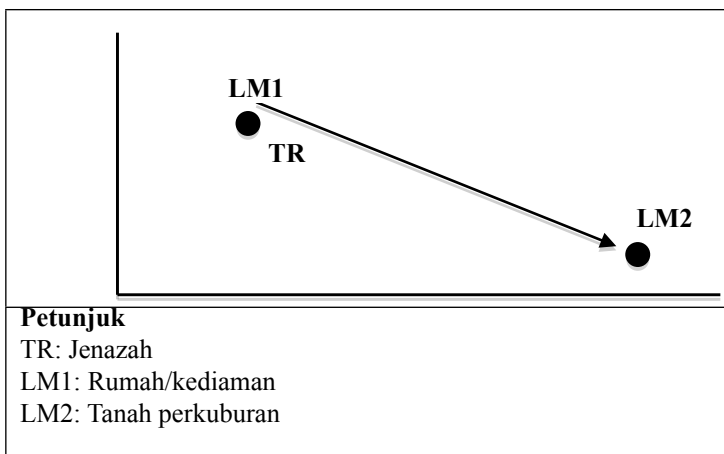 LM1
TR
LM2
Petunjuk
TR: Jenazah
LM1: Rumah/kediaman
LM2: Tanah perkuburan